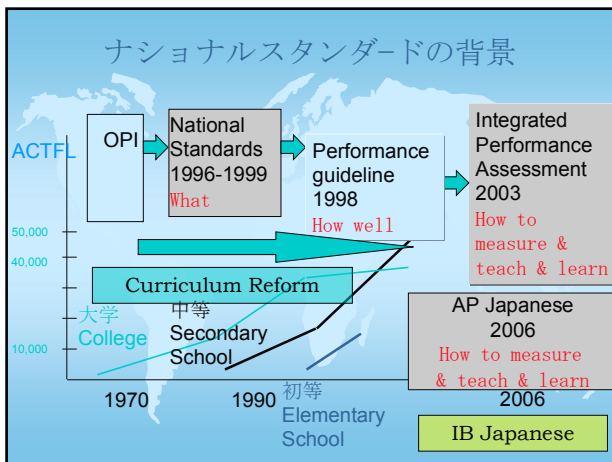 ナショナルスタンダードの背景
ACTFL
OPI
National
Standards
1996-1999
What
Performance
guideline
1998
How well
Integrated
Performance
Assessment
2003
How to
measure &
teach & learn
50,000
40,000
10,000
Curriculum Reform
大学
College
中等
Secondary
School
初等
Elementary
School
AP Japanese
2006
How to measure
& teach & learn
1970
1990
2006
IB Japanese